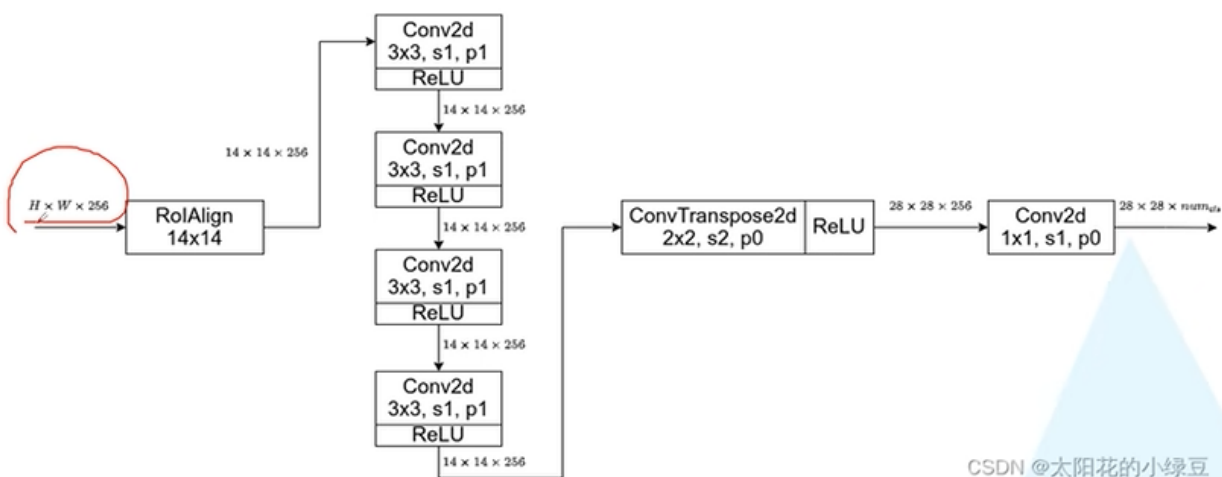 H × W × 256
RoIAlign
14x14
14 × 14 × 256
Conv2d
3x3, s1, p1
ReLU
14 × 14 × 256
Conv2d
3x3, s1, p1
ReLU
14 × 14 × 256
Conv2d
3x3, s1, p1
ReLU
14 × 14 × 256
Conv2d
3x3, s1, p1
ReLU
14 × 14 × 256
ConvTranspose2d
2x2, s2, p0
ReLU
28 × 28 × 256
Conv2d
1x1, s1, p0
28 × 28 × num_cls
CSDN @太阳花的小绿豆